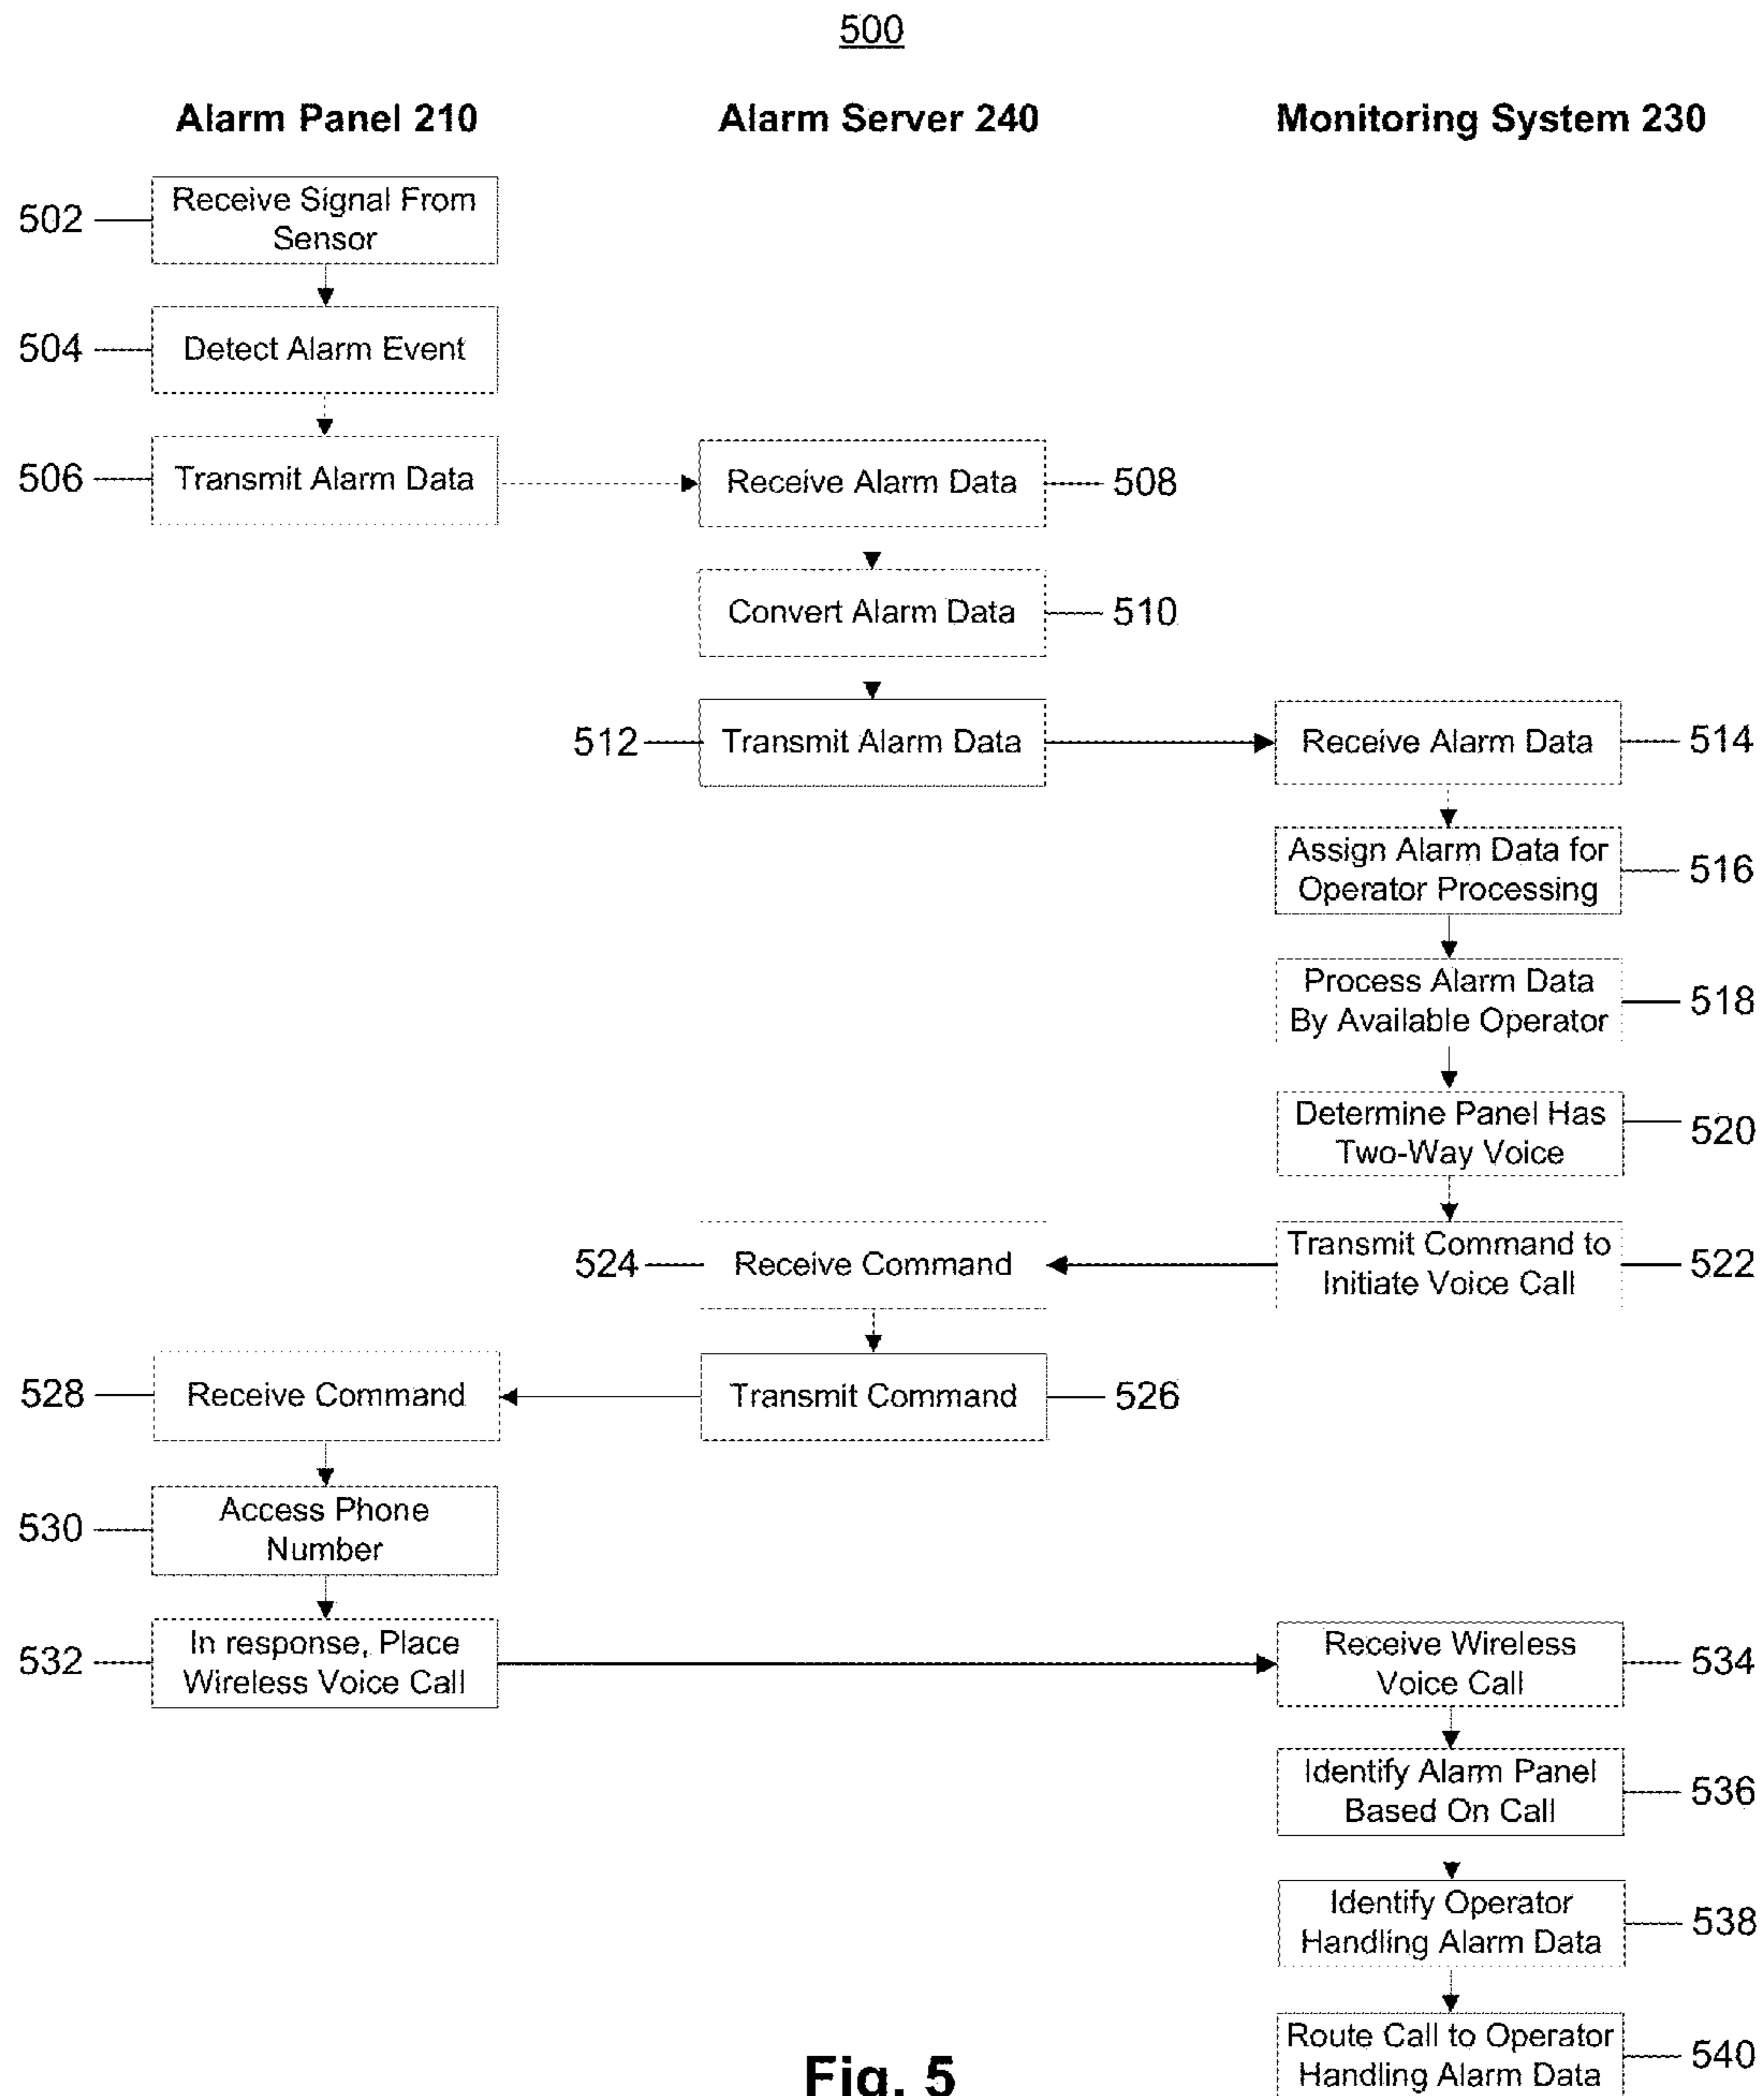 500
Alarm Panel 210
Alarm Server 240
Monitoring System 230
502
Receive Signal From
Sensor
504
Detect Alarm Event
506
Transmit Alarm Data
Receive Alarm Data
508
Convert Alarm Data
510
512
Transmit Alarm Data
Receive Alarm Data
514
Assign Alarm Data for
Operator Processing
516
Process Alarm Data
By Available Operator
518
Determine Panel Has
Two-Way Voice
520
Transmit Command to
Initiate Voice Call
522
524
Receive Command
Transmit Command
526
528
Receive Command
530
Access Phone
Number
532
In response, Place
Wireless Voice Call
Receive Wireless
Voice Call
534
Identify Alarm Panel
Based On Call
536
Identify Operator
Handling Alarm Data
538
Route Call to Operator
Handling Alarm Data
540
Fig. 5